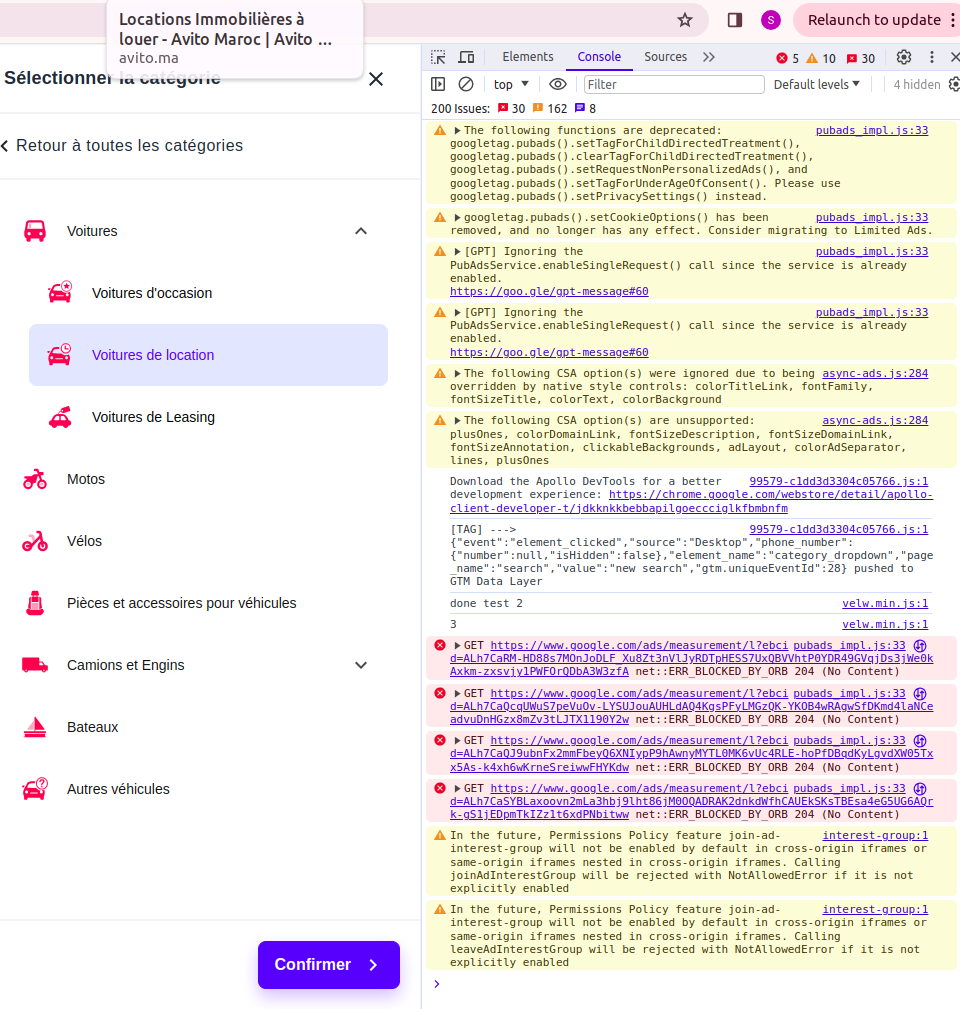 Locations Immobilières à
louer - Avito Maroc | Avito ...
avito.ma
S
Relaunch to update
Sélectionner la catégorie
Retour à toutes les catégories
Voitures
Voitures d'occasion
Voitures de location
Voitures de Leasing
Motos
Vélos
Pièces et accessoires pour véhicules
Camions et Engins
Bateaux
Autres véhicules
Confirmer
Elements Console Sources 5 10 30
top Filter Default levels 4 hidden
200 Issues: 30 162 8
The following functions are deprecated: pubads_impl.js:33
googletag.pubads().setTagForChildDirectedTreatment(),
googletag.pubads().clearTagForChildDirectedTreatment(),
googletag.pubads().setRequestNonPersonalizedAds(), and
googletag.pubads().setTagForUnderAgeOfConsent(). Please use
googletag.pubads().setPrivacySettings() instead.
googletag.pubads().setCookieOptions() has been pubads_impl.js:33
removed, and no longer has any effect. Consider migrating to Limited Ads.
[GPT] Ignoring the pubads_impl.js:33
PubAdsService.enableSingleRequest() call since the service is already
enabled.
https://goo.gle/gpt-message#60
[GPT] Ignoring the pubads_impl.js:33
PubAdsService.enableSingleRequest() call since the service is already
enabled.
https://goo.gle/gpt-message#60
The following CSA option(s) were ignored due to being async-ads.js:284
overridden by native style controls: colorTitleLink, fontFamily,
fontSizeTitle, colorText, colorBackground
The following CSA option(s) are unsupported: async-ads.js:284
plusOnes, colorDomainLink, fontSizeDescription, fontSizeDomainLink,
fontSizeAnnotation, clickableBackgrounds, adLayout, colorAdSeparator,
lines, plusOnes
Download the Apollo DevTools for a better 99579-c1dd3d3304c05766.js:1
development experience: https://chrome.google.com/webstore/detail/apollo-
client-developer-t/jdkknkkbebbapilgoeccciglkfbmbnfm
[TAG] ---> 99579-c1dd3d3304c05766.js:1
{"event":"element_clicked","source":"Desktop","phone_number":
{"number":null,"isHidden":false},"element_name":"category_dropdown","page
_name":"search","value":"new search","gtm.uniqueEventId":28} pushed to
GTM Data Layer
done test 2 velw.min.js:1
3 velw.min.js:1
GET https://www.google.com/ads/measurement/l?ebci pubads_impl.js:33
d=ALh7CaRM-HD88s7MOnJoDLF_Xu8Zt3nVlJyRDTpHESS7UxQBVVhtP0YDR49GVqjDs3jWe0k
Axkm-zxsvjy1PWFOrQDbA3W3zfA net::ERR_BLOCKED_BY_ORB 204 (No Content)
GET https://www.google.com/ads/measurement/l?ebci pubads_impl.js:33
d=ALh7CaQcqUWuS7peVuOv-LYSUJouAUHLdAQ4KgsPFyLMGzQK-YKOB4wRAgwSfDKmd4laNCe
advuDnHGzx8mZv3tLJTX1190Y2w net::ERR_BLOCKED_BY_ORB 204 (No Content)
GET https://www.google.com/ads/measurement/l?ebci pubads_impl.js:33
d=ALh7CaQJ9ubnFx2mmFbeyQ6XNIypP9hAwnyMYTL0MK6vUc4RLE-hoPfDBqdKyLgvdXW05Tx
x5As-k4xh6wKrneSreiwwFHYKdw net::ERR_BLOCKED_BY_ORB 204 (No Content)
GET https://www.google.com/ads/measurement/l?ebci pubads_impl.js:33
d=ALh7CaSYBLaxoovn2mLa3hbj9lht86jM0OQADRAK2dnkdWfhCAUEkSKsTBEsa4eG5UG6AQr
k-gS1jEDpmTkIZz1t6xdPNbitww net::ERR_BLOCKED_BY_ORB 204 (No Content)
In the future, Permissions Policy feature join-ad- interest-group:1
interest-group will not be enabled by default in cross-origin iframes or
same-origin iframes nested in cross-origin iframes. Calling
joinAdInterestGroup will be rejected with NotAllowedError if it is not
explicitly enabled
In the future, Permissions Policy feature join-ad- interest-group:1
interest-group will not be enabled by default in cross-origin iframes or
same-origin iframes nested in cross-origin iframes. Calling
leaveAdInterestGroup will be rejected with NotAllowedError if it is not
explicitly enabled